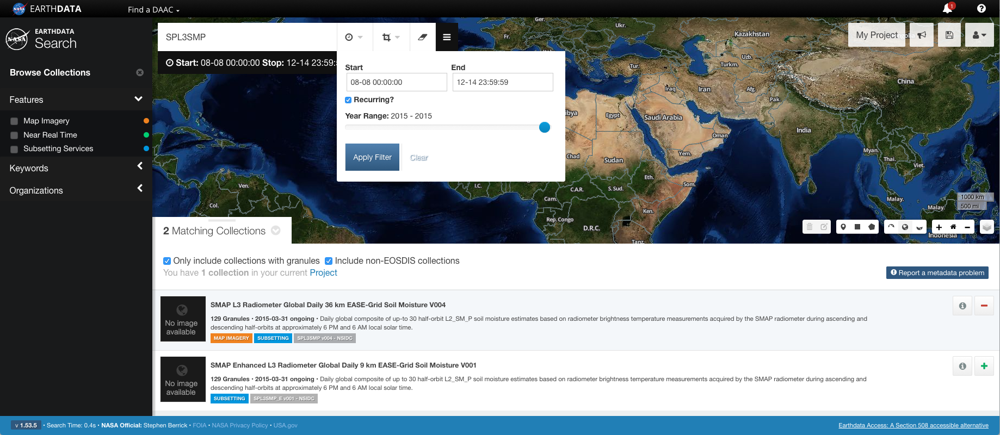 EARTHDATA Find a DAAC 1
EARTHDATA
Search
SPL3SMP
My Project
Start: 08-08 00:00:00 Stop: 12-14 23:59:
Start End
08-08 00:00:00 12-14 23:59:59
Recurring?
Year Range: 2015 - 2015
Apply Filter Clear
Browse Collections
Features
Map Imagery
Near Real Time
Subsetting Services
Keywords
Organizations
Ger.
Ukr.
Fr.
Kazakhstan
Uzb.
Turkm.
Tur.
China
Iraq
Iran
Afg.
Pak.
Egypt
Saudi Arabia
India
Oman
Chad
Sudan
Yem.
Myan.
Thai.
Viet.
Eth.
Som.
S. Sud.
C.A.R.
I.C.
Ven.
Col.
Cam.
Ken.
Rep. Congo
D.R.C.
Tanz.
Malay.
Malay.
Indonesia
1000 km
500 mi
2 Matching Collections
Only include collections with granules Include non-EOSDIS collections
You have 1 collection in your current Project
Report a metadata problem
No image
available
SMAP L3 Radiometer Global Daily 36 km EASE-Grid Soil Moisture V004
129 Granules • 2015-03-31 ongoing • Daily global composite of up-to 30 half-orbit L2_SM_P soil moisture estimates based on radiometer brightness temperature measurements acquired by the SMAP radiometer during ascending and
descending half-orbits at approximately 6 PM and 6 AM local solar time.
MAP IMAGERY SUBSETTING SPL3SMP v004 - NSIDC
No image
available
SMAP Enhanced L3 Radiometer Global Daily 9 km EASE-Grid Soil Moisture V001
129 Granules • 2015-03-31 ongoing • Daily global composite of up to 30 half-orbit L2_SM_P soil moisture estimates based on radiometer brightness temperature measurements acquired by the SMAP radiometer during ascending and
descending half-orbits at approximately 6 PM and 6 AM local solar time.
SUBSETTING SPL3SMP_E v001 - NSIDC
v 1.53.5 • Search Time: 0.4s • NASA Official: Stephen Berrick • FOIA • NASA Privacy Policy • USA.gov
Earthdata Access: A Section 508 accessible alternative